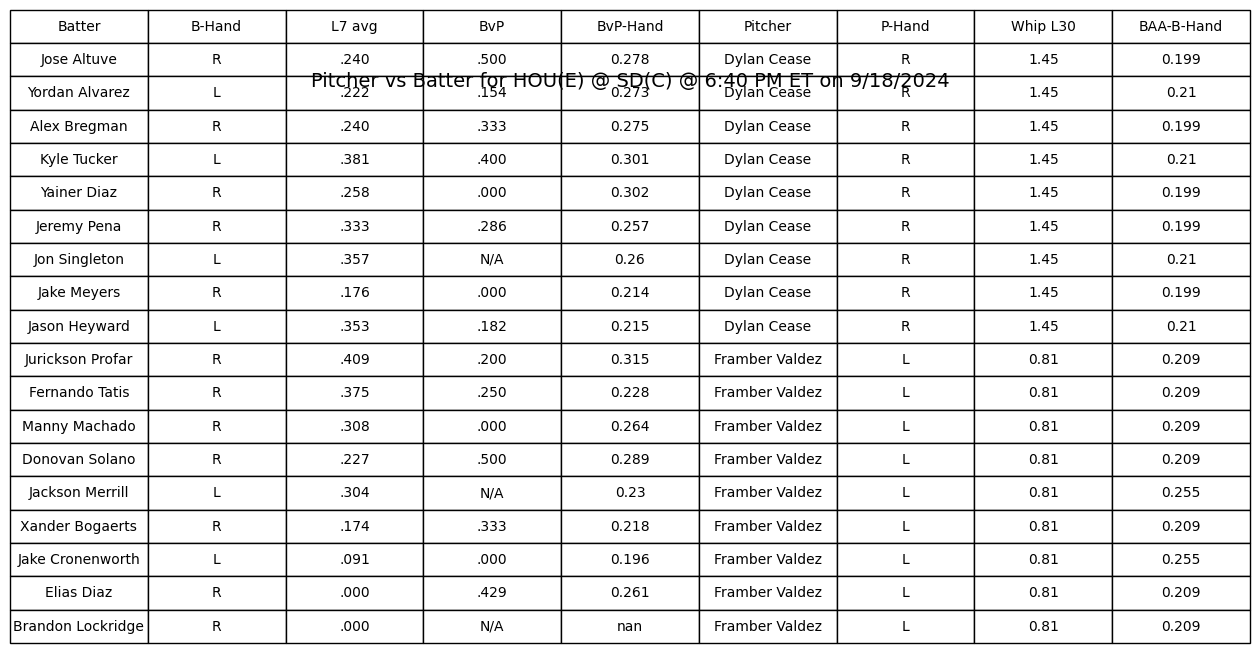 Batter B-Hand L7 avg BvP BvP-Hand Pitcher P-Hand Whip L30 BAA-B-Hand
Jose Altuve R .240 .500 0.278 Dylan Cease R 1.45 0.199
Pitcher vs Batter for HOU(E) @ SD(C) @ 6:40 PM ET on 9/18/2024
Yordan Alvarez L .222 .154 0.273 Dylan Cease R 1.45 0.21
Alex Bregman R .240 .333 0.275 Dylan Cease R 1.45 0.199
Kyle Tucker L .381 .400 0.301 Dylan Cease R 1.45 0.21
Yainer Diaz R .258 .000 0.302 Dylan Cease R 1.45 0.199
Jeremy Pena R .333 .286 0.257 Dylan Cease R 1.45 0.199
Jon Singleton L .357 N/A 0.26 Dylan Cease R 1.45 0.21
Jake Meyers R .176 .000 0.214 Dylan Cease R 1.45 0.199
Jason Heyward L .353 .182 0.215 Dylan Cease R 1.45 0.21
Jurickson Profar R .409 .200 0.315 Framber Valdez L 0.81 0.209
Fernando Tatis R .375 .250 0.228 Framber Valdez L 0.81 0.209
Manny Machado R .308 .000 0.264 Framber Valdez L 0.81 0.209
Donovan Solano R .227 .500 0.289 Framber Valdez L 0.81 0.209
Jackson Merrill L .304 N/A 0.23 Framber Valdez L 0.81 0.255
Xander Bogaerts R .174 .333 0.218 Framber Valdez L 0.81 0.209
Jake Cronenworth L .091 .000 0.196 Framber Valdez L 0.81 0.255
Elias Diaz R .000 .429 0.261 Framber Valdez L 0.81 0.209
Brandon Lockridge R .000 N/A nan Framber Valdez L 0.81 0.209